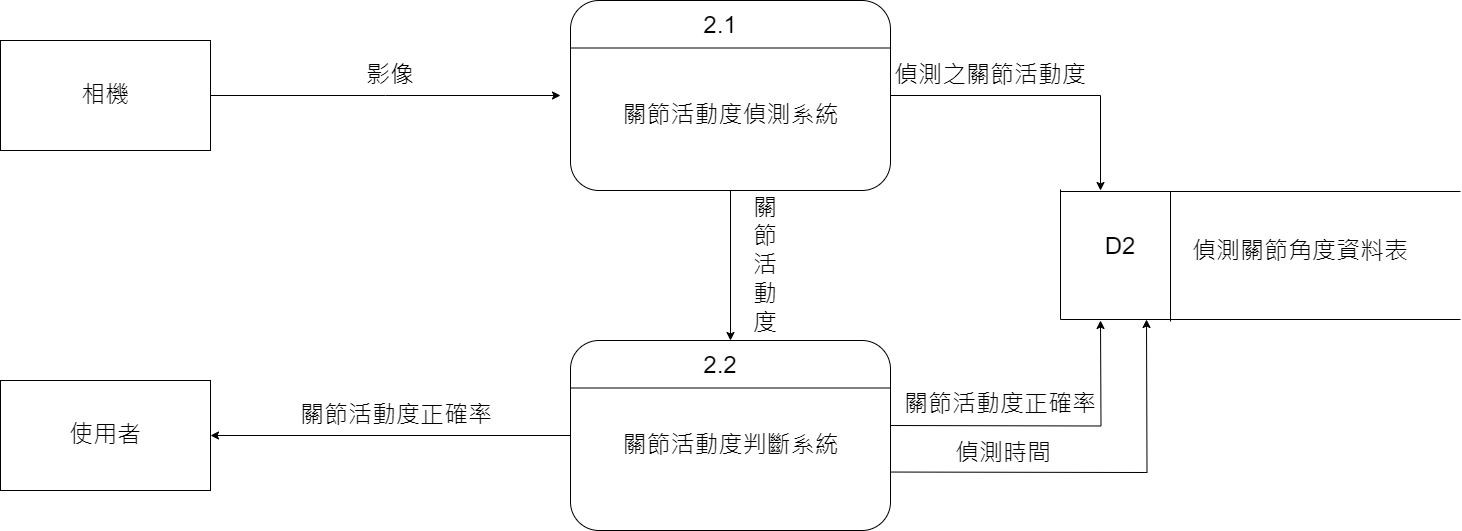 2.1
相機
影像
關節活動度偵測系統
偵測之關節活動度
關節活動度
D2
偵測關節角度資料表
2.2
使用者
關節活動度正確率
關節活動度判斷系統
關節活動度正確率
偵測時間